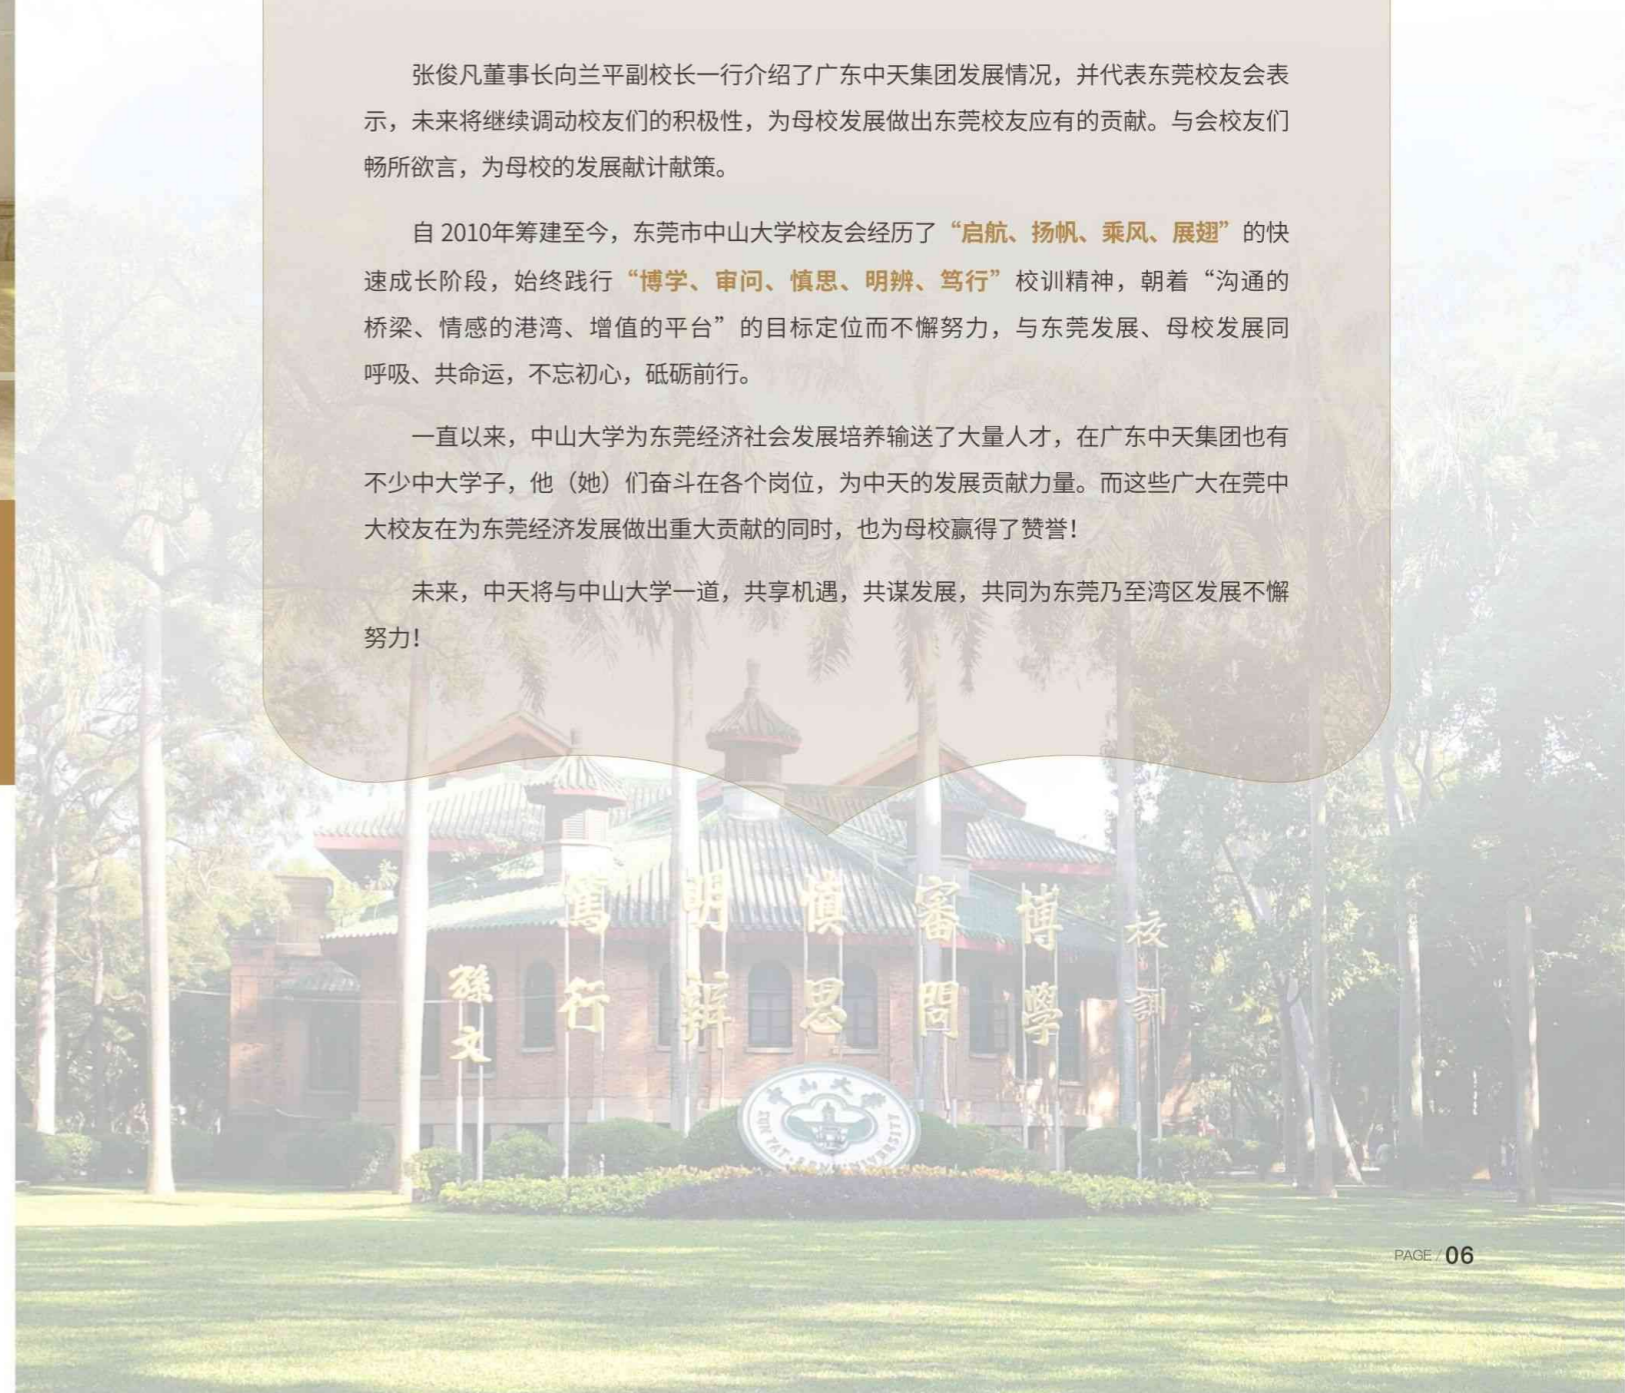 张俊凡董事长向兰平副校长一行介绍了广东中天集团发展情况，并代表东莞校友会表
示，未来将继续调动校友们的积极性，为母校发展做出东莞校友应有的贡献。与会校友们
畅所欲言，为母校的发展献计献策。
自 2010年筹建至今，东莞市中山大学校友会经历了“启航、扬帆、乘风、展翅”的快
速成长阶段，始终践行“博学、审问、慎思、明辨、笃行”校训精神，朝着“沟通的
桥梁、情感的港湾、增值的平台”的目标定位而不懈努力，与东莞发展、母校发展同
呼吸、共命运，不忘初心，砥砺前行。
一直以来，中山大学为东莞经济社会发展培养输送了大量人才，在广东中天集团也有
不少中大学子，他（她）们奋斗在各个岗位，为中天的发展贡献力量。而这些广大在莞中
大校友在为东莞经济发展做出重大贡献的同时，也为母校赢得了赞誉！
未来，中天将与中山大学一道，共享机遇，共谋发展，共同为东莞乃至湾区发展不懈
努力！
校訓
博學
審問
慎思
明辨
篤行
孫文
中山大學
SUN YAT-SEN UNIVERSITY
PAGE / 06